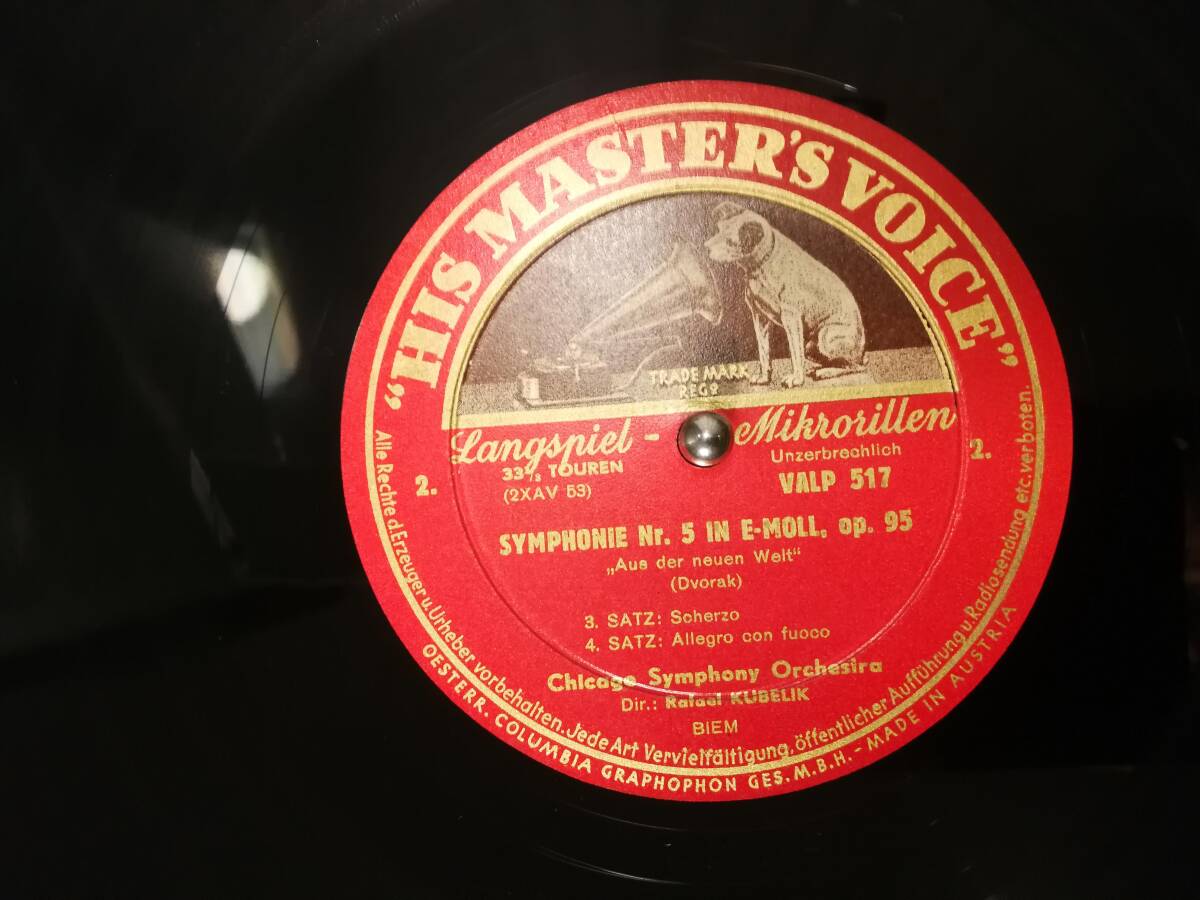 "HIS MASTER'S VOICE"
TRADE MARK
REGD
Langspiel - Mikrorillen
33⅓ TOUREN
(2XAV 53)
Unzerbrechlich
VALP 517
2.
2.
SYMPHONIE Nr. 5 IN E-MOLL, op. 95
„Aus der neuen Welt"
(Dvorak)
3. SATZ: Scherzo
4. SATZ: Allegro con fuoco
Chicago Symphony Orchestra
Dir.: Rafael KUBELIK
BIEM
Alle Rechte d. Erzeuger u. Urheber vorbehalten. Jede Art Vervielfältigung, öffentlicher Aufführung u. Radiosendung etc. verboten.
OESTERR. COLUMBIA GRAPHOPHON GES. M. B. H. - MADE IN AUSTRIA